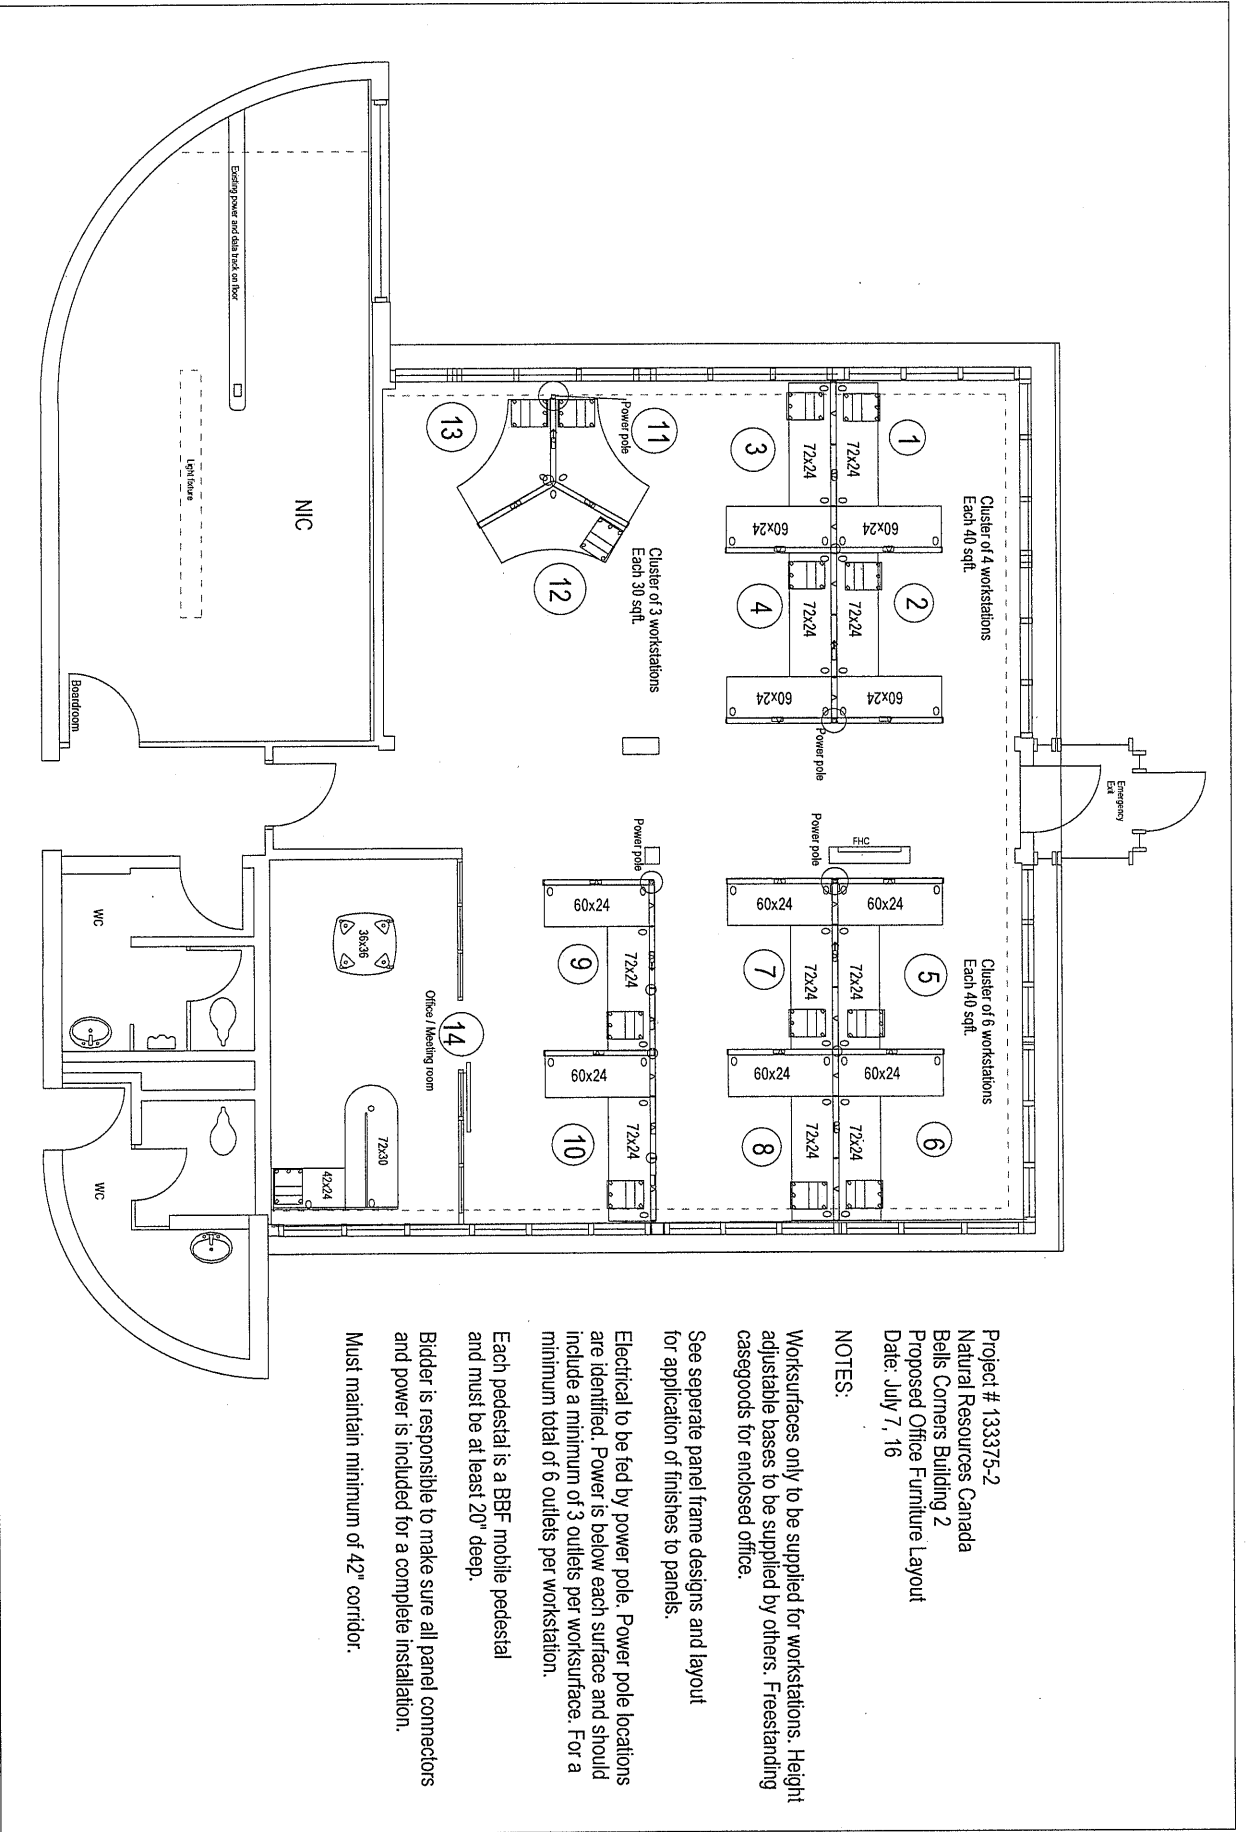 Project # 133375-2
Natural Resources Canada
Bells Corners Building 2
Proposed Office Furniture Layout
Date: July 7, 16
NOTES:
Worksurfaces only to be supplied for workstations. Height
adjustable bases to be supplied by others. Freestanding
casegoods for enclosed office.
See seperate panel frame designs and layout
for application of finishes to panels.
Electrical to be fed by power pole. Power pole locations
are identified. Power is below each surface and should
include a minimum of 3 outlets per worksurface. For a
minimum total of 6 outlets per workstation.
Each pedestal is a BBF mobile pedestal
and must be at least 20" deep.
Bidder is responsible to make sure all panel connectors
and power is included for a complete installation.
Must maintain minimum of 42" corridor.
Emergency
Exit
Cluster of 4 workstations
Each 40 sqft.
1
72x24
60x24
2
72x24
60x24
3
72x24
60x24
4
72x24
60x24
Power pole
FHC
Power pole
Cluster of 6 workstations
Each 40 sqft.
5
60x24
72x24
6
60x24
72x24
7
60x24
72x24
8
60x24
72x24
Power pole
9
60x24
72x24
10
60x24
72x24
Cluster of 3 workstations
Each 30 sqft.
11
Power pole
12
13
14
Office / Meeting room
36x36
72x30
42x24
NIC
Existing power and data track on floor
Light fixture
Boardroom
WC
WC